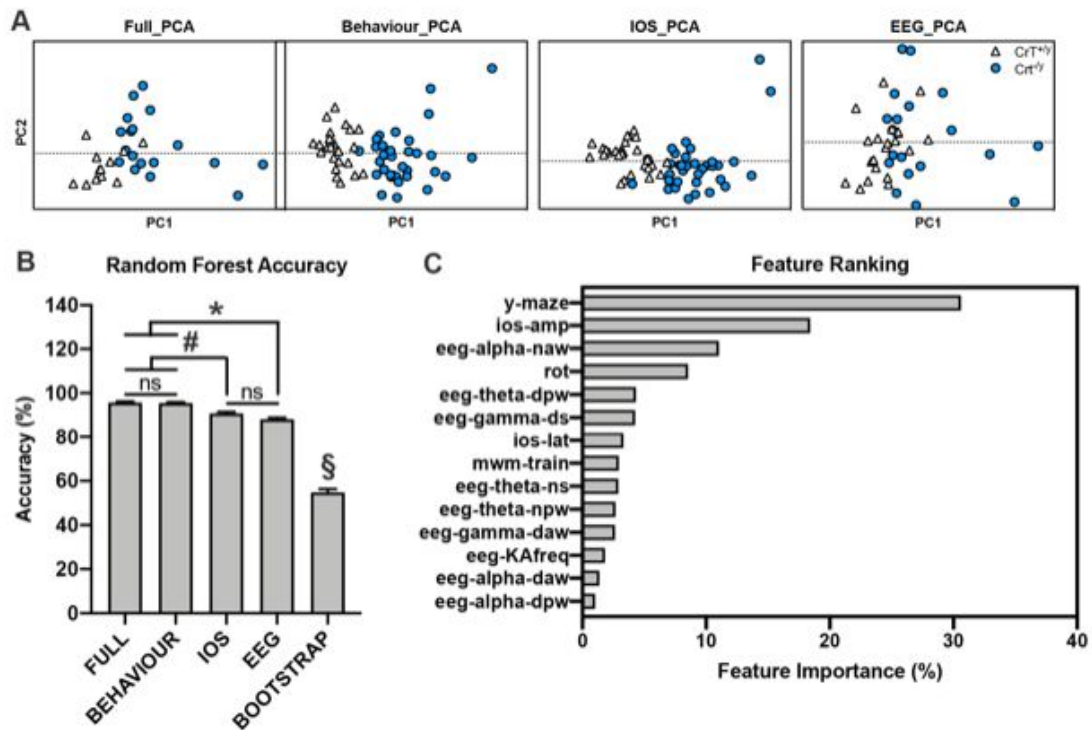 A
Full_PCA
Behaviour_PCA
IOS_PCA
EEG_PCA
CrT+/y
Crt-/y
PC2
PC1
PC1
PC1
PC1
B
Random Forest Accuracy
Accuracy (%)
140
120
100
80
60
40
20
0
*
#
ns
ns
§
FULL
BEHAVIOUR
IOS
EEG
BOOTSTRAP
C
Feature Ranking
y-maze
ios-amp
eeg-alpha-naw
rot
eeg-theta-dpw
eeg-gamma-ds
ios-lat
mwm-train
eeg-theta-ns
eeg-theta-npw
eeg-gamma-daw
eeg-KAfreq
eeg-alpha-daw
eeg-alpha-dpw
0 10 20 30 40
Feature Importance (%)